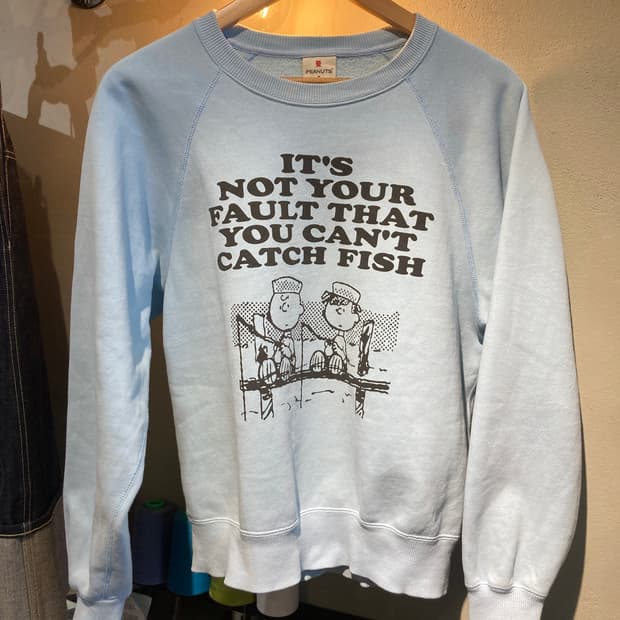 PEANUTS
IT'S
NOT YOUR
FAULT THAT
YOU CAN'T
CATCH FISH